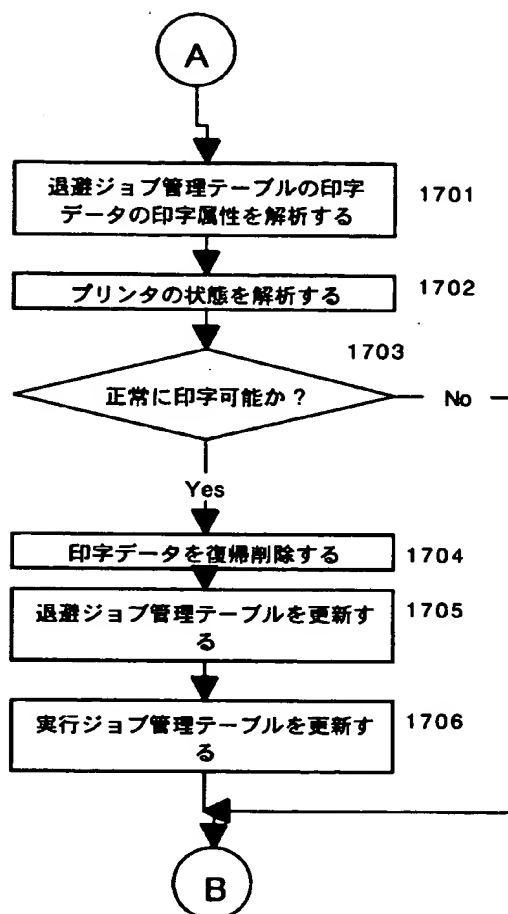 A
退避ジョブ管理テーブルの印字
データの印字属性を解析する
1701
プリンタの状態を解析する
1702
1703
正常に印字可能か？
No
Yes
印字データを復帰削除する
1704
退避ジョブ管理テーブルを更新す
る
1705
実行ジョブ管理テーブルを更新す
る
1706
B